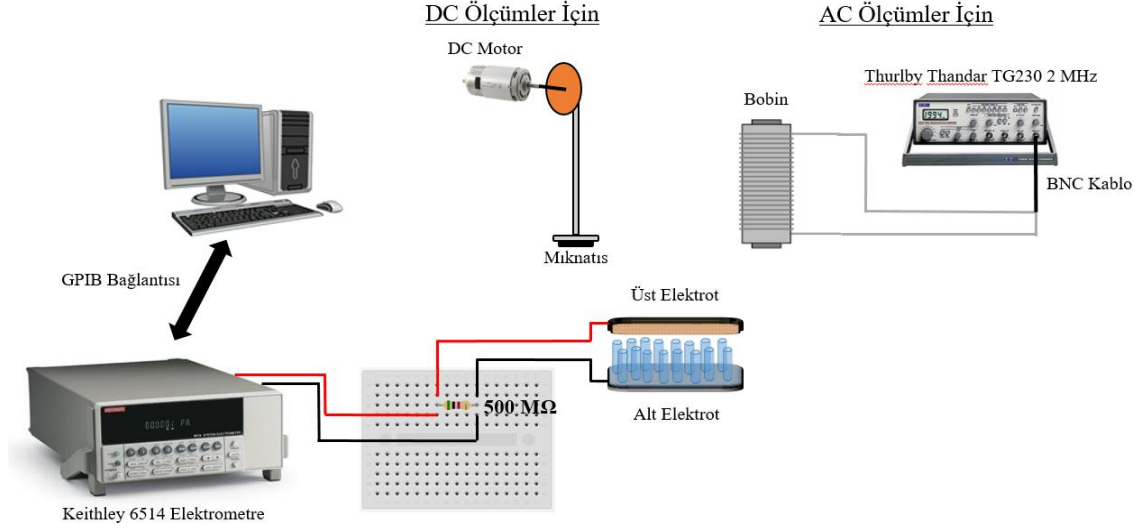 DC Ölçümler İçin
AC Ölçümler İçin
DC Motor
Thurlby Thandar TG230 2 MHz
Bobin
BNC Kablo
Mıknatıs
GPIB Bağlantısı
Üst Elektrot
500 MΩ
Alt Elektrot
Keithley 6514 Elektrometre